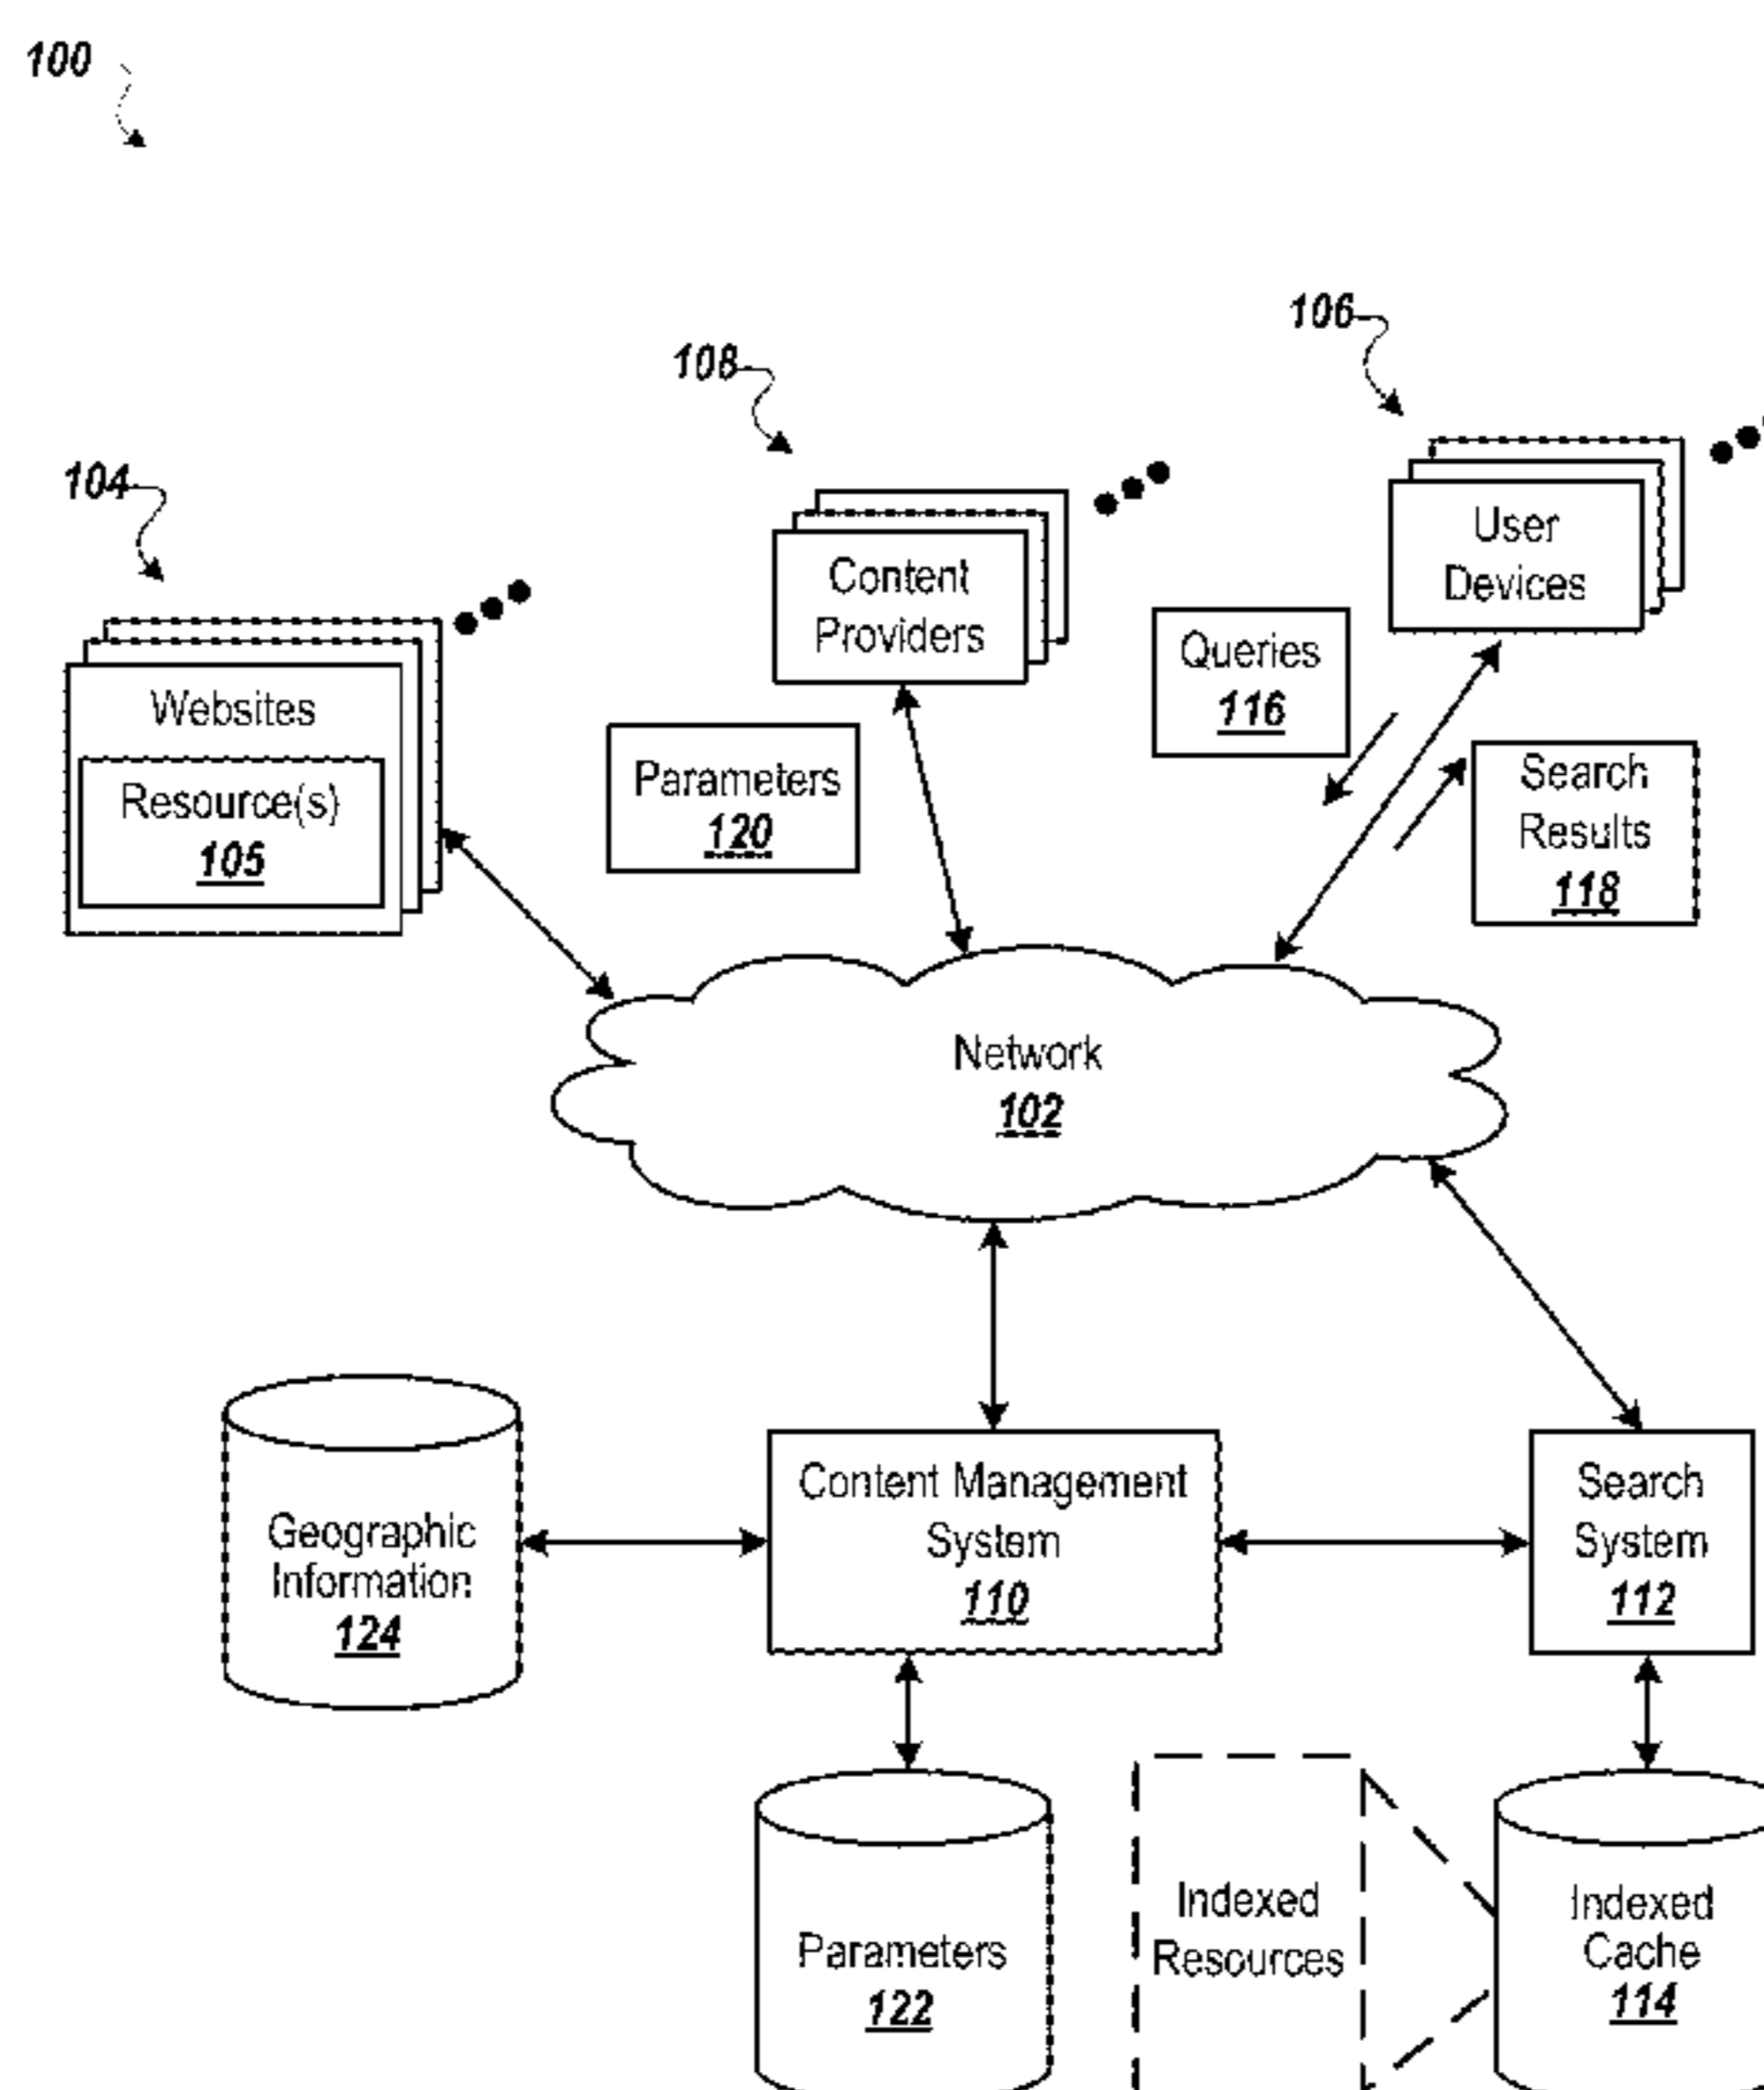 100
106
108
104
User
Devices
Content
Providers
Queries
116
Websites
Resource(s)
105
Parameters
120
Search
Results
118
Network
102
Geographic
Information
124
Content Management
System
110
Search
System
112
Parameters
122
Indexed
Resources
Indexed
Cache
114